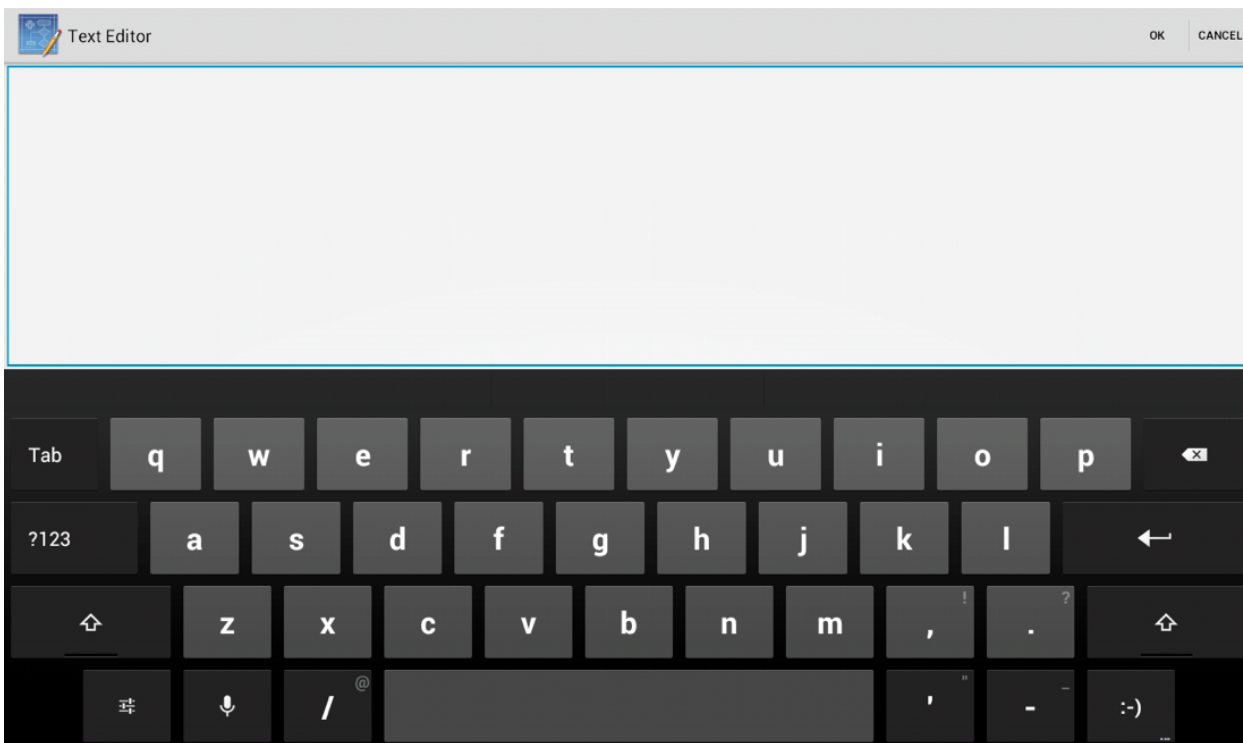 Text Editor OK CANCEL
Tab q w e r t y u i o p
?123 a s d f g h j k l
z x c v b n m , ! . ?
/ @ ' " - _ :-) ...